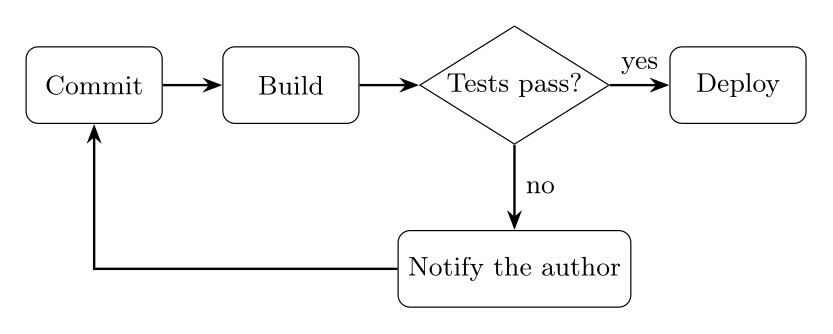 Commit
Build
Tests pass?
yes
Deploy
no
Notify the author